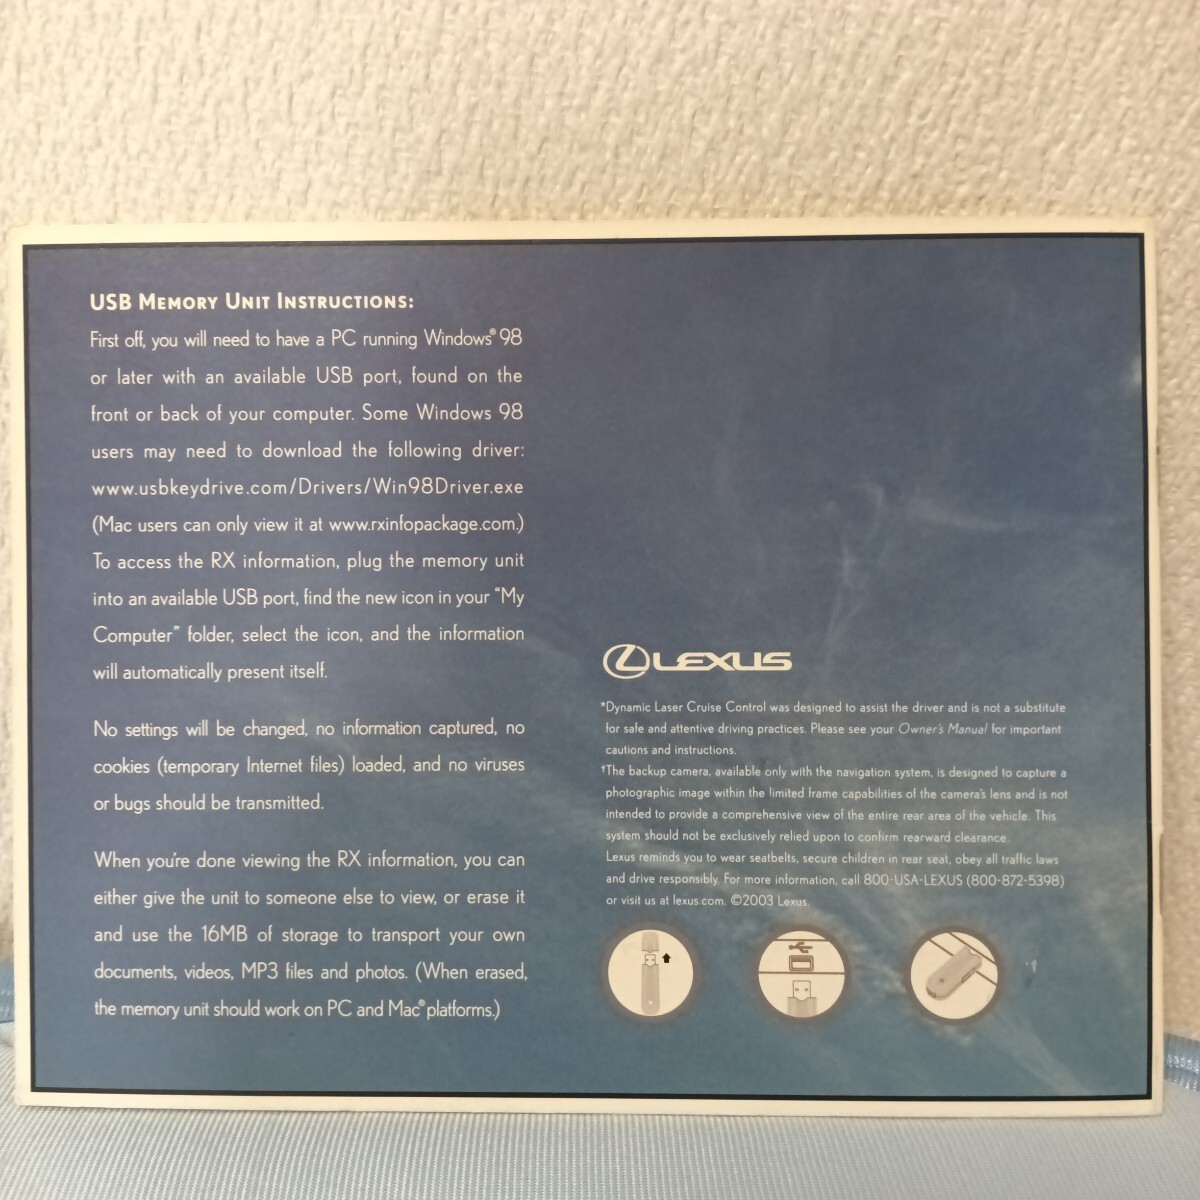 USB MEMORY UNIT INSTRUCTIONS:
First off, you will need to have a PC running Windows® 98
or later with an available USB port, found on the
front or back of your computer. Some Windows 98
users may need to download the following driver:
www.usbkeydrive.com/Drivers/Win98Driver.exe
(Mac users can only view it at www.rxinfopackage.com.)
To access the RX information, plug the memory unit
into an available USB port, find the new icon in your “My
Computer” folder, select the icon, and the information
will automatically present itself.
No settings will be changed, no information captured, no
cookies (temporary Internet files) loaded, and no viruses
or bugs should be transmitted.
When you're done viewing the RX information, you can
either give the unit to someone else to view, or erase it
and use the 16MB of storage to transport your own
documents, videos, MP3 files and photos. (When erased,
the memory unit should work on PC and Mac® platforms.)
LEXUS
*Dynamic Laser Cruise Control was designed to assist the driver and is not a substitute
for safe and attentive driving practices. Please see your Owner's Manual for important
cautions and instructions.
†The backup camera, available only with the navigation system, is designed to capture a
photographic image within the limited frame capabilities of the camera's lens and is not
intended to provide a comprehensive view of the entire rear area of the vehicle. This
system should not be exclusively relied upon to confirm rearward clearance.
Lexus reminds you to wear seatbelts, secure children in rear seat, obey all traffic laws
and drive responsibly. For more information, call 800-USA-LEXUS (800-872-5398)
or visit us at lexus.com. ©2003 Lexus.